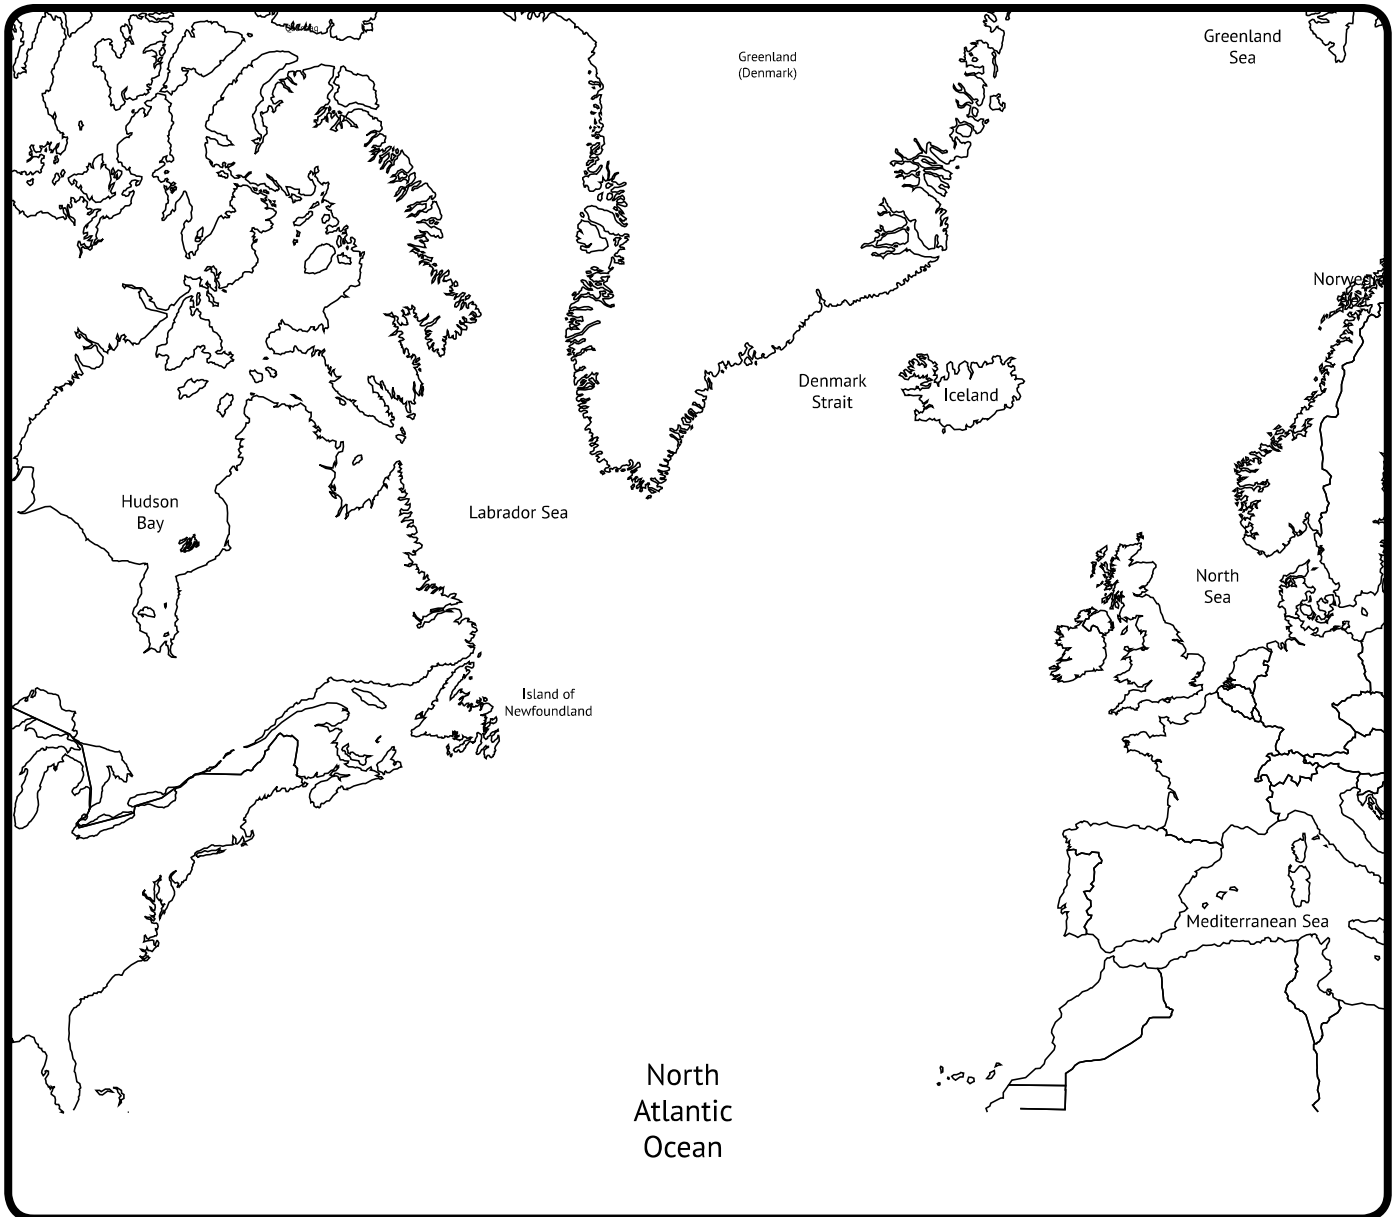 Greenland
Sea
Greenland
(Denmark)
Denmark
Strait
Iceland
Hudson
Bay
Labrador Sea
North
Sea
Island of
Newfoundland
Mediterranean Sea
North
Atlantic
Ocean